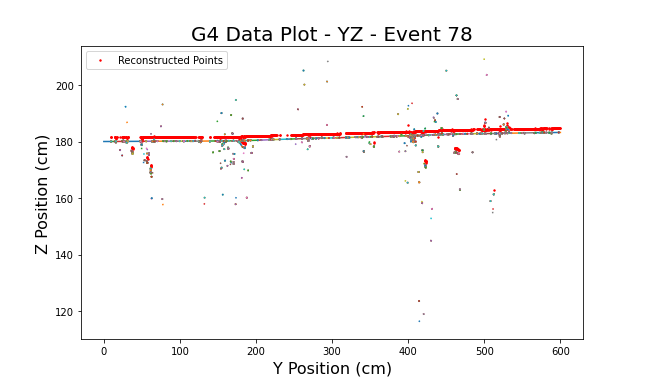 G4 Data Plot - YZ - Event 78
Reconstructed Points
Z Position (cm)
200
180
160
140
120
0 100 200 300 400 500 600
Y Position (cm)